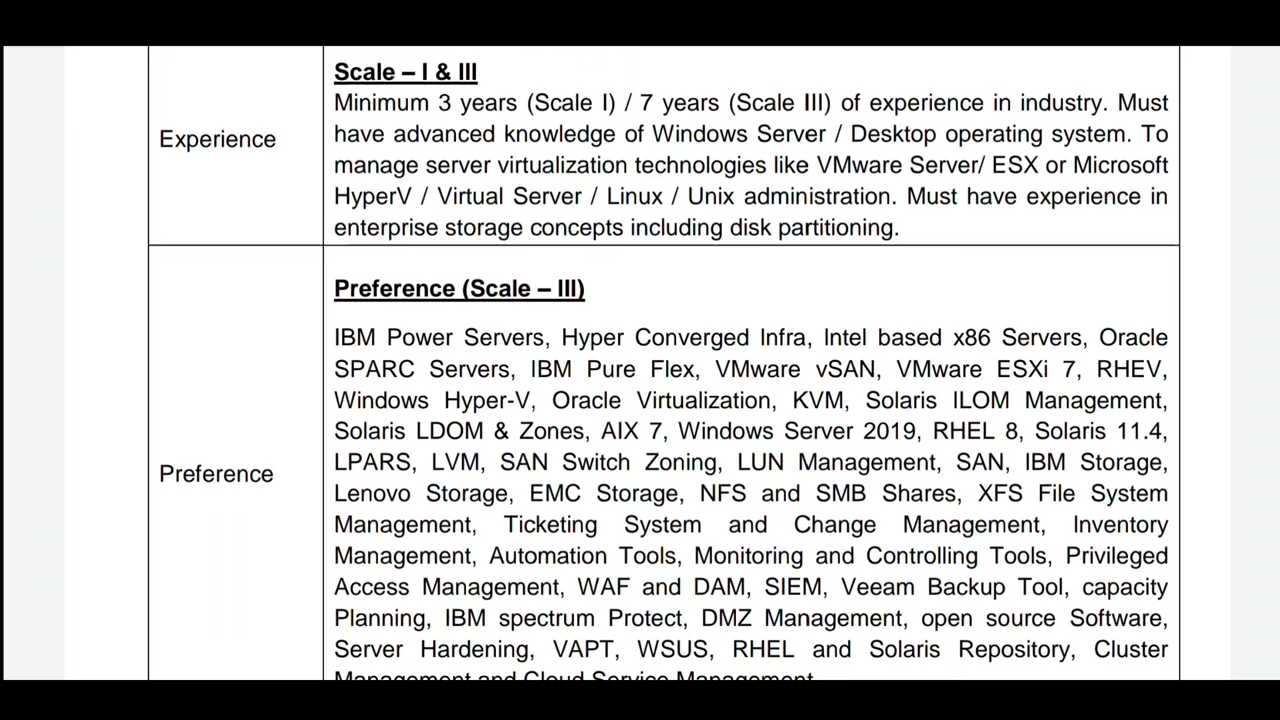 Scale – I & III
Minimum 3 years (Scale I) / 7 years (Scale III) of experience in industry. Must
have advanced knowledge of Windows Server / Desktop operating system. To
Experience
manage server virtualization technologies like VMware Server/ ESX or Microsoft
HyperV / Virtual Server / Linux / Unix administration. Must have experience in
enterprise storage concepts including disk partitioning.
Preference (Scale – III)
IBM Power Servers, Hyper Converged Infra, Intel based x86 Servers, Oracle
SPARC Servers, IBM Pure Flex, VMware vSAN, VMware ESXi 7, RHEV,
Windows Hyper-V, Oracle Virtualization, KVM, Solaris ILOM Management,
Solaris LDOM & Zones, AIX 7, Windows Server 2019, RHEL 8, Solaris 11.4,
LPARS, LVM, SAN Switch Zoning, LUN Management, SAN, IBM Storage,
Preference
Lenovo Storage, EMC Storage, NFS and SMB Shares, XFS File System
Management, Ticketing System and Change Management, Inventory
Management, Automation Tools, Monitoring and Controlling Tools, Privileged
Access Management, WAF and DAM, SIEM, Veeam Backup Tool, capacity
Planning, IBM spectrum Protect, DMZ Management, open source Software,
Server Hardening, VAPT, WSUS, RHEL and Solaris Repository, Cluster
Management and Cloud Service Management